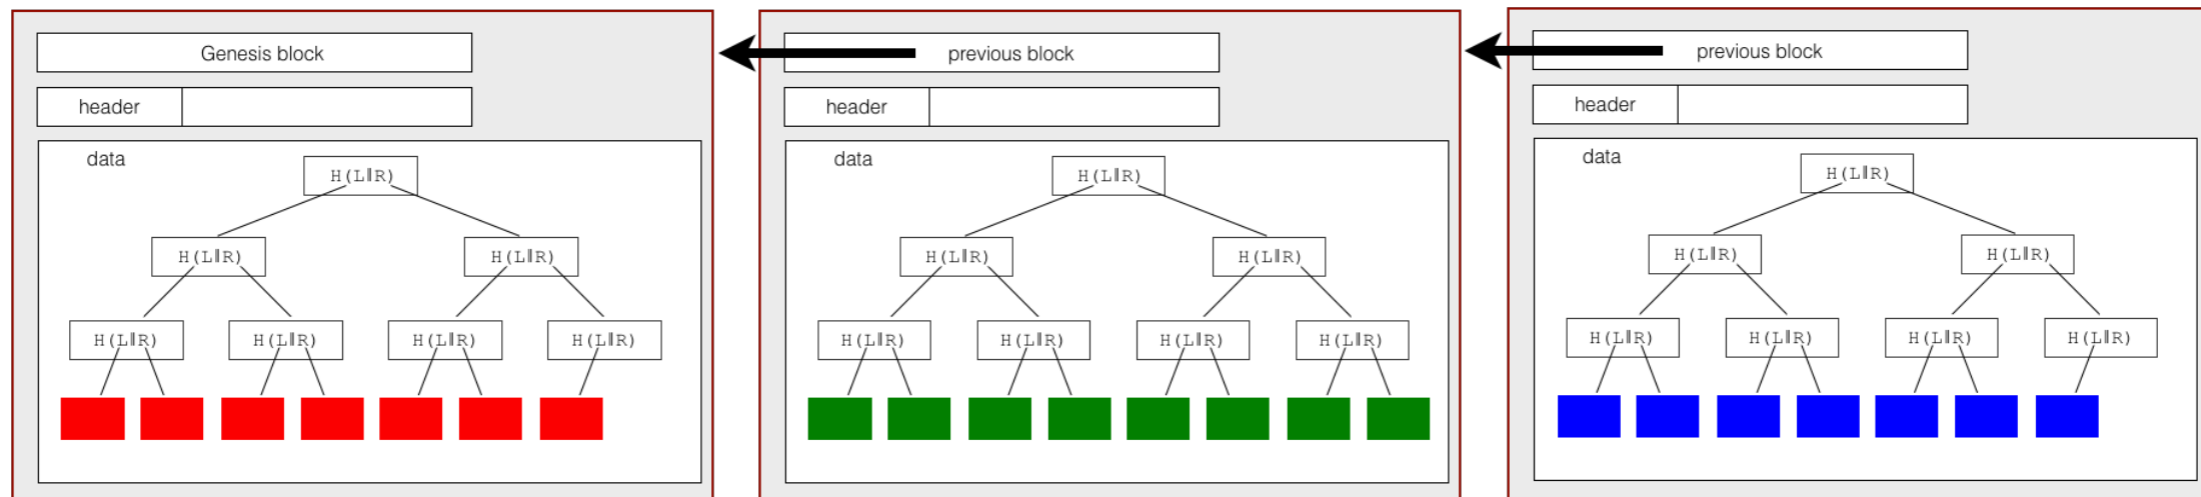 Genesis block
header
data
H(L‖R)
H(L‖R) H(L‖R)
H(L‖R) H(L‖R) H(L‖R) H(L‖R)
previous block
header
data
H(L‖R)
H(L‖R) H(L‖R)
H(L‖R) H(L‖R) H(L‖R) H(L‖R)
previous block
header
data
H(L‖R)
H(L‖R) H(L‖R)
H(L‖R) H(L‖R) H(L‖R) H(L‖R)